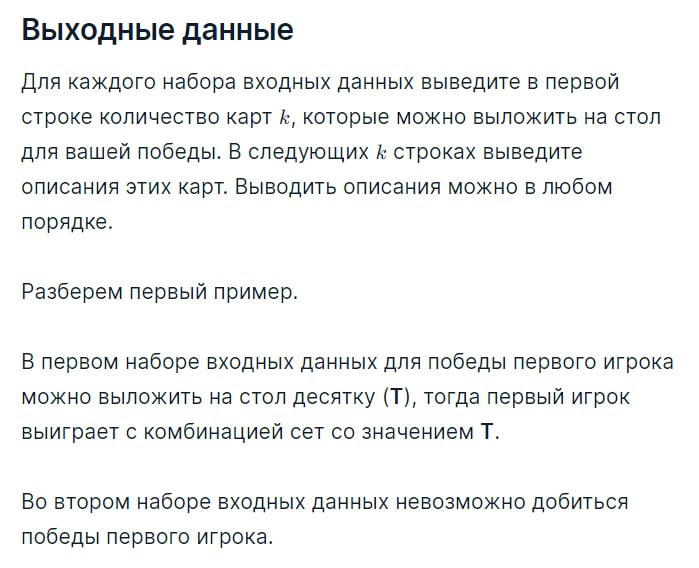 Выходные данные
Для каждого набора входных данных выведите в первой
строке количество карт k, которые можно выложить на стол
для вашей победы. В следующих k строках выведите
описания этих карт. Выводить описания можно в любом
порядке.
Разберем первый пример.
В первом наборе входных данных для победы первого игрока
можно выложить на стол десятку (T), тогда первый игрок
выиграет с комбинацией сет со значением T.
Во втором наборе входных данных невозможно добиться
победы первого игрока.